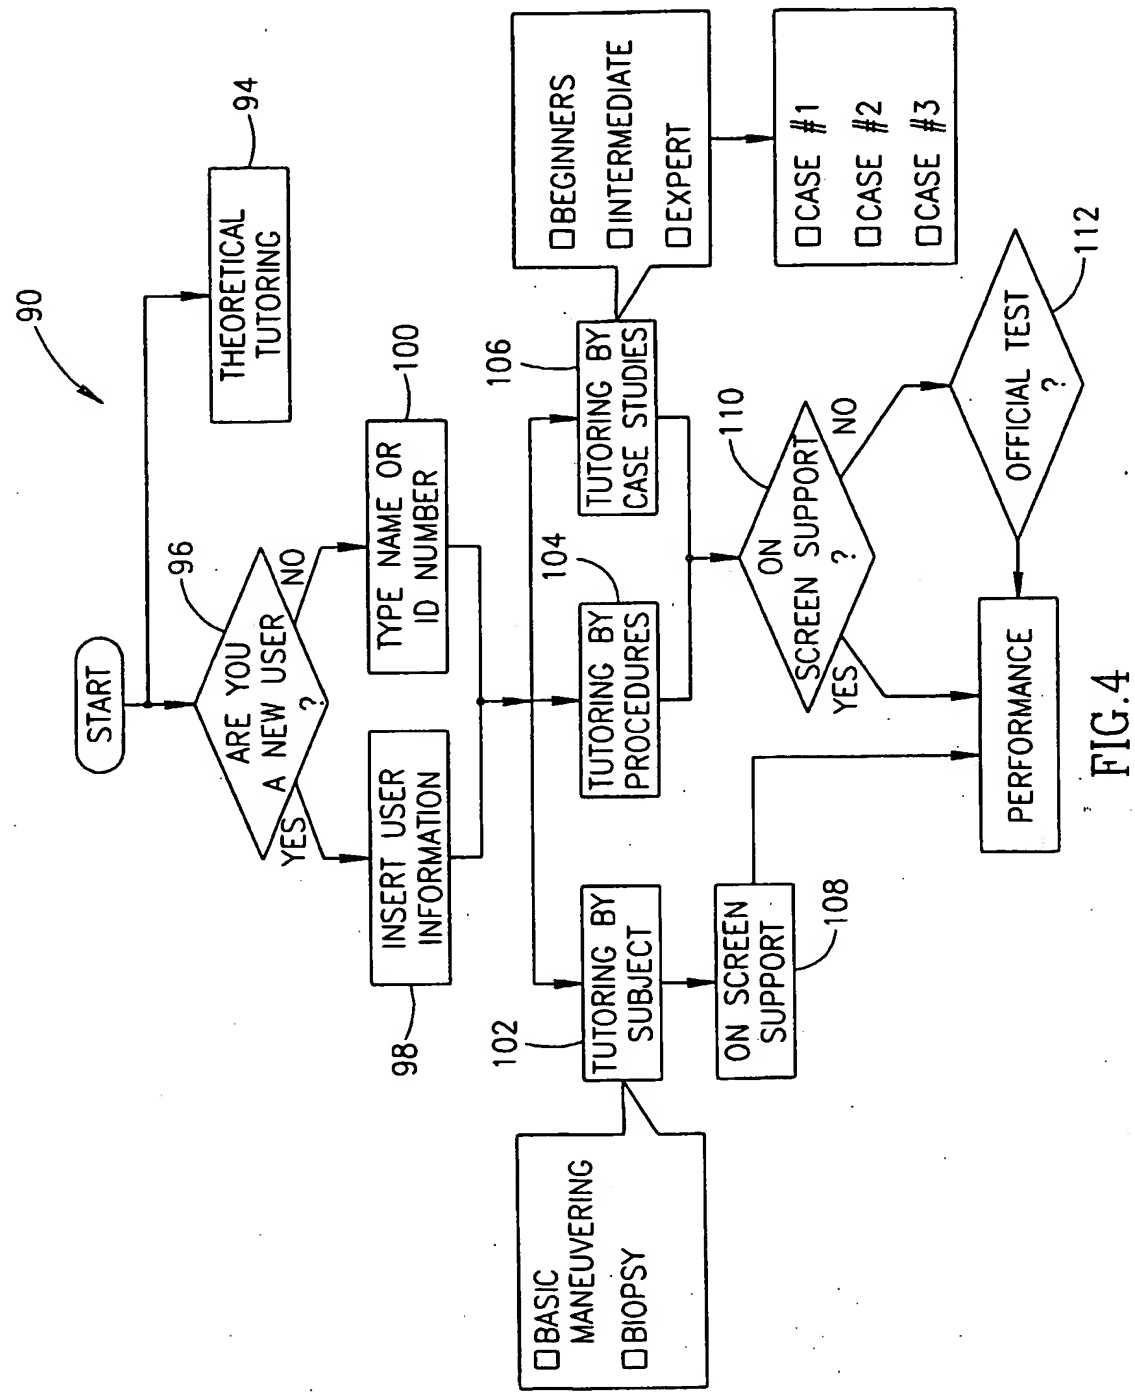 90
START
94
THEORETICAL
TUTORING
96
ARE YOU
A NEW USER
?
YES
NO
98
INSERT USER
INFORMATION
100
TYPE NAME OR
ID NUMBER
102
TUTORING BY
SUBJECT
104
TUTORING BY
PROCEDURES
106
TUTORING BY
CASE STUDIES
BASIC
MANEUVERING
BIOPSY
BEGINNERS
INTERMEDIATE
EXPERT
CASE #1
CASE #2
CASE #3
ON SCREEN
SUPPORT
108
110
ON
SCREEN SUPPORT
?
YES
NO
OFFICIAL TEST
?
112
PERFORMANCE
FIG.4